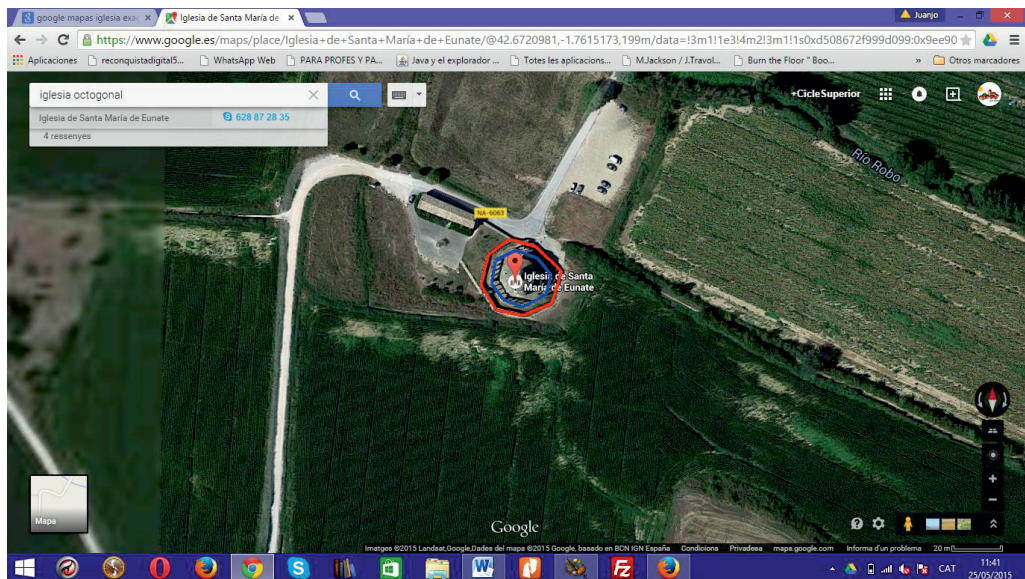 google mapas iglesia exa
Iglesia de Santa María de
Juanjo
https://www.google.es/maps/place/Iglesia+de+Santa+María+de+Eunate/@42.6720981,-1.7615173,199m/data=!3m1!1e3!4m2!3m1!1s0xd508672f999d099:0x9ee90
Aplicaciones
reconquistadigital5...
WhatsApp Web
PARA PROFES Y PA...
Java y el explorador ...
Totes les aplicacions...
M.Jackson / J.Travol...
Burn the Floor " Boo...
»
Otros marcadores
iglesia octogonal
+CicleSuperior
Iglesia de Santa María de Eunate
628 87 28 35
4 ressenyes
Rio Robo
NA-6063
Iglesia de Santa
María de Eunate
Mapa
Google
Imatges ©2015 Landsat,Google,Dades del mapa ©2015 Google, basado en BCN IGN España
Condicions
Privadesa
maps.google.com
Informa d'un problema
20 m
CAT
11:41
25/05/2015